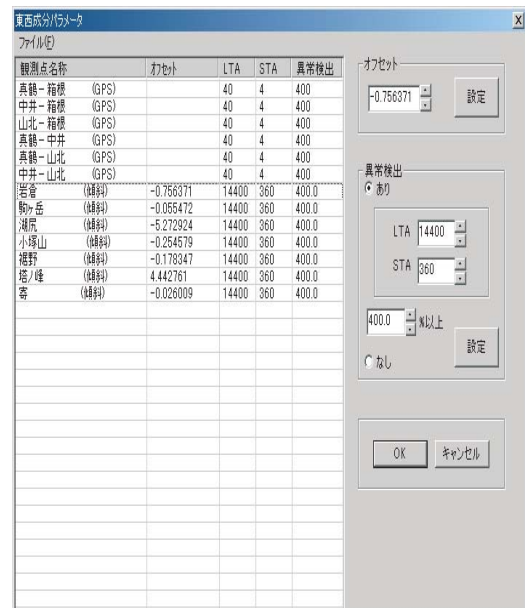 東西成分パラメータ
ファイル(F)
観測点名称 オフセット LTA STA 異常検出
真鶴－箱根 (GPS) 40 4 400
中井－箱根 (GPS) 40 4 400
山北－箱根 (GPS) 40 4 400
真鶴－中井 (GPS) 40 4 400
真鶴－山北 (GPS) 40 4 400
中井－山北 (GPS) 40 4 400
岩倉 (傾斜) -0.756371 14400 360 400.0
駒ヶ岳 (傾斜) -0.055472 14400 360 400.0
湖尻 (傾斜) -5.272924 14400 360 400.0
小塚山 (傾斜) -0.254579 14400 360 400.0
裾野 (傾斜) -0.178347 14400 360 400.0
塔ノ峰 (傾斜) 4.442761 14400 360 400.0
寄 (傾斜) -0.026009 14400 360 400.0
オフセット
-0.756371 設定
異常検出
あり
LTA 14400
STA 360
400.0 %以上
設定
なし
OK キャンセル